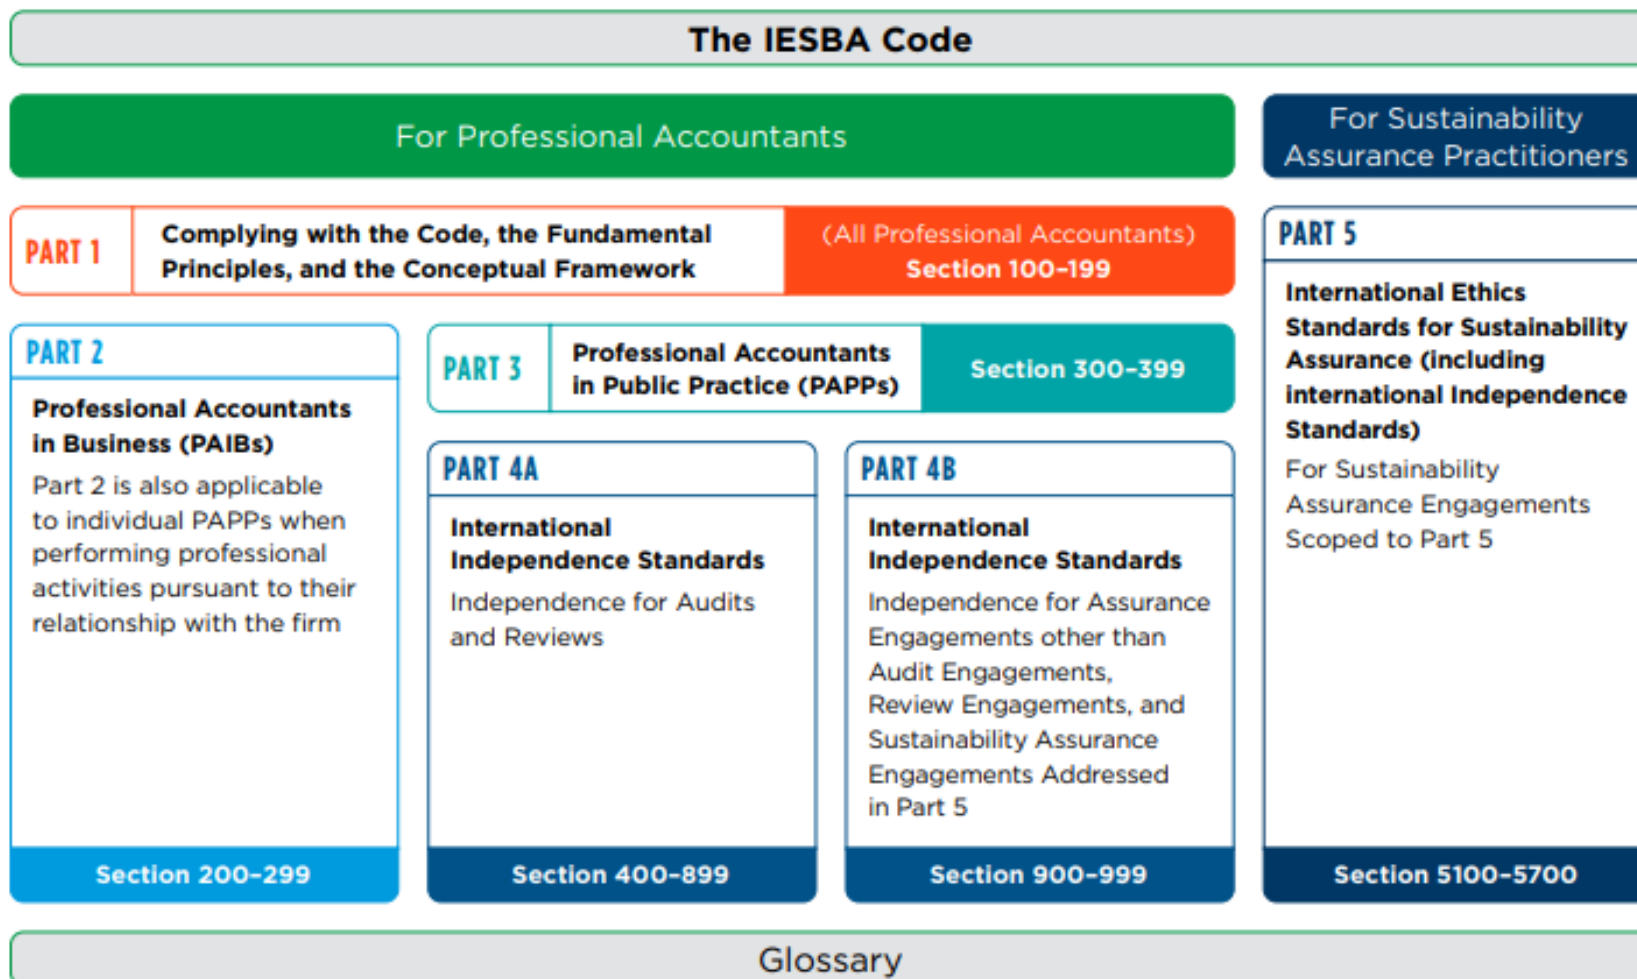 The IESBA Code
For Professional Accountants
For Sustainability
Assurance Practitioners
PART 1
Complying with the Code, the Fundamental
Principles, and the Conceptual Framework
(All Professional Accountants)
Section 100–199
PART 2
Professional Accountants
in Business (PAIBs)
Part 2 is also applicable
to individual PAPPs when
performing professional
activities pursuant to their
relationship with the firm
Section 200–299
PART 3
Professional Accountants
in Public Practice (PAPPs)
Section 300–399
PART 4A
International
Independence Standards
Independence for Audits
and Reviews
Section 400–899
PART 4B
International
Independence Standards
Independence for Assurance
Engagements other than
Audit Engagements,
Review Engagements, and
Sustainability Assurance
Engagements Addressed
in Part 5
Section 900–999
PART 5
International Ethics
Standards for Sustainability
Assurance (including
international Independence
Standards)
For Sustainability
Assurance Engagements
Scoped to Part 5
Section 5100–5700
Glossary